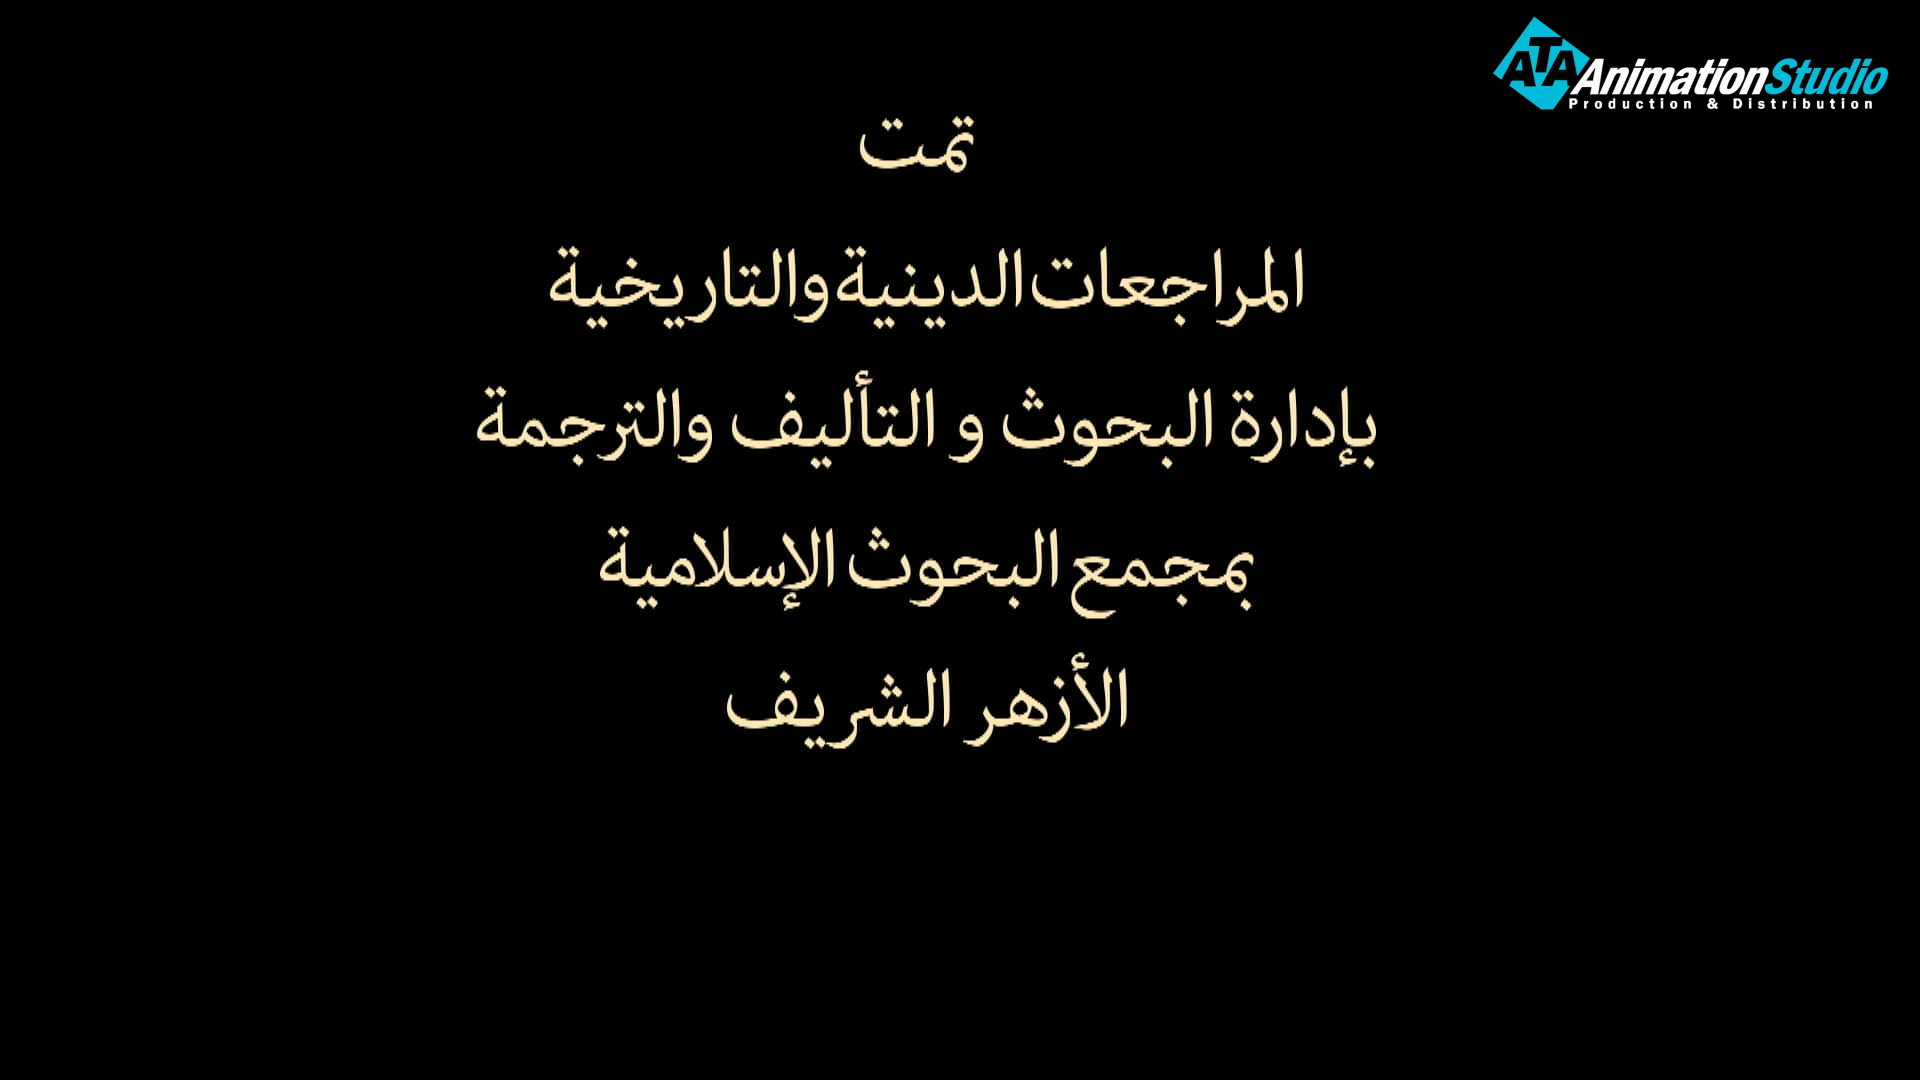 ATA AnimationStudio
Production & Distribution
تمت
المراجعات الدينية والتاريخية
بإدارة البحوث و التأليف والترجمة
بمجمع البحوث الإسلامية
الأزهر الشريف